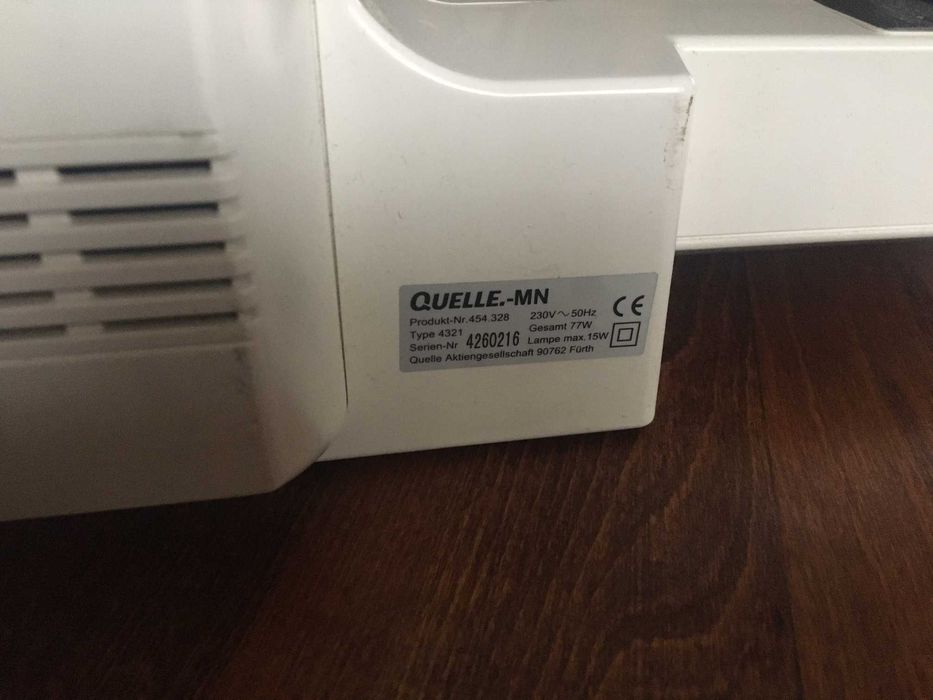 QUELLE.-MN
Produkt-Nr.454.328 230V~50Hz
Type 4321 Gesamt 77W
Serien-Nr 4260216 Lampe max.15W
Quelle Aktiengesellschaft 90762 Fürth
CE